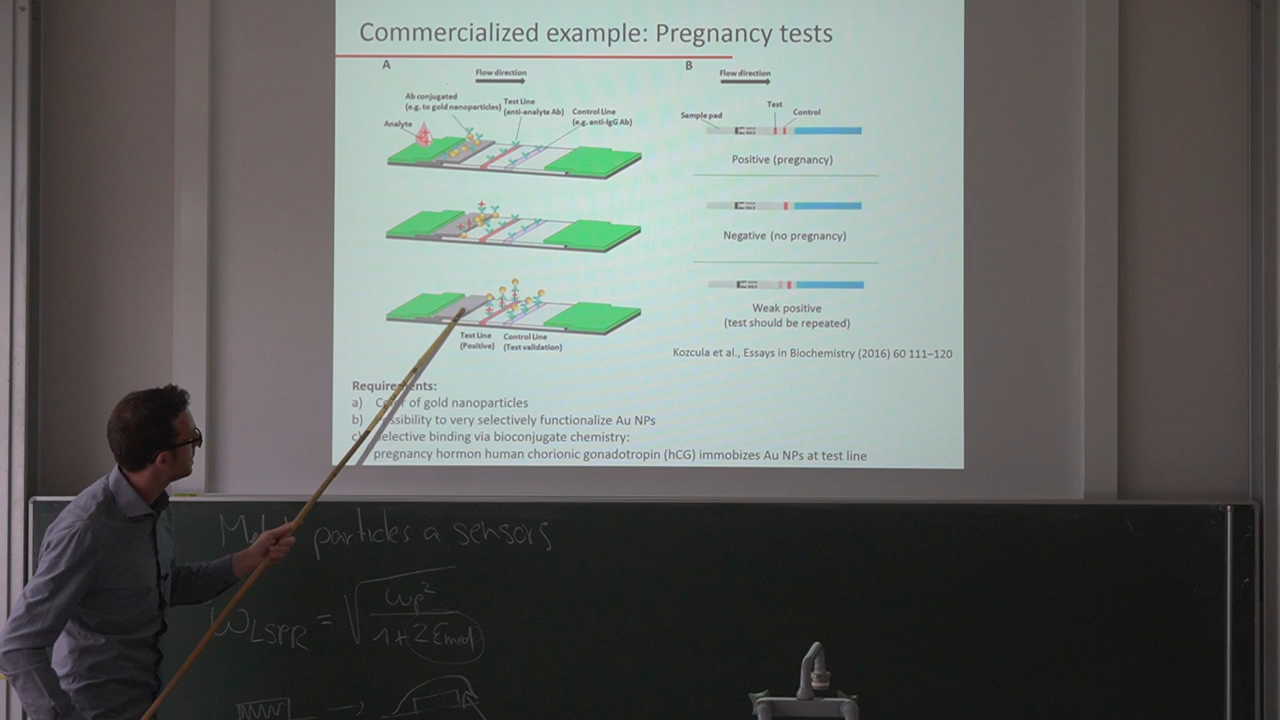 Commercialized example: Pregnancy tests
A
Flow direction
Ab conjugated
(e.g. to gold nanoparticles)
Test Line
(anti-analyte Ab)
Control Line
(e.g. anti-IgG Ab)
Analyte
Test Line
(Positive)
Control Line
(Test validation)
B
Flow direction
Sample pad
Test
Control
Positive (pregnancy)
Negative (no pregnancy)
Weak positive
(test should be repeated)
Kozcula et al., Essays in Biochemistry (2016) 60 111–120
Requirements:
a) of gold nanoparticles
b) to very selectively functionalize Au NPs
c) selective binding via bioconjugate chemistry:
pregnancy hormon human chorionic gonadotropin (hCG) immobizes Au NPs at test line
particles a sensors
ω_LSPR = √(ωp² / (1+2εmed))